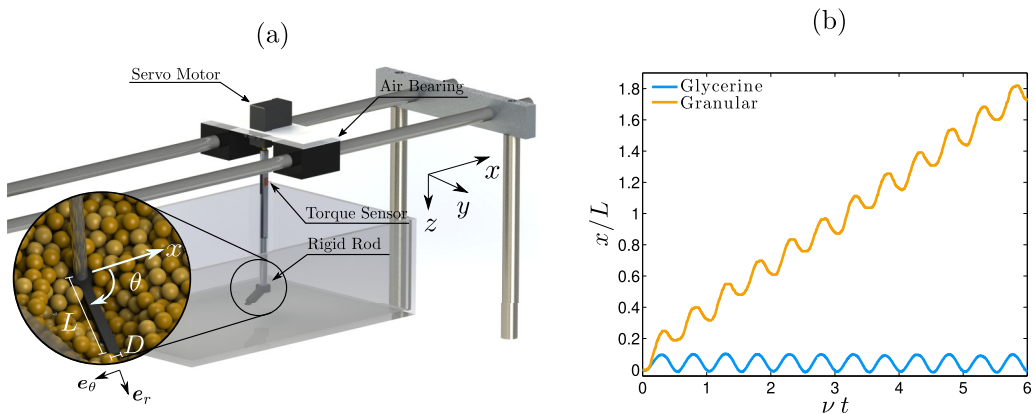 (a)
(b)
Servo Motor
Air Bearing
x
y
z
Torque Sensor
Rigid Rod
x
θ
L
D
e_θ
e_r
Glycerine
Granular
x/L
1.8
1.6
1.4
1.2
1
0.8
0.6
0.4
0.2
0
0 1 2 3 4 5 6
ν t